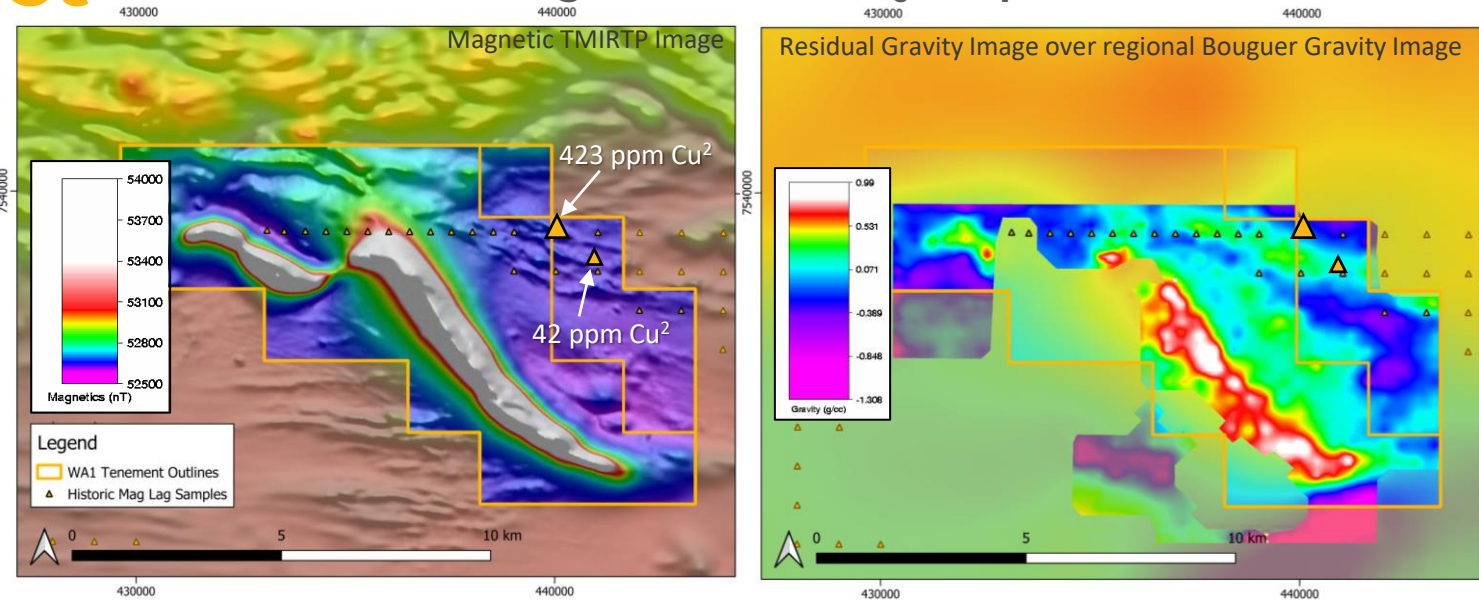 430000
440000
430000
440000
Magnetic TMIRTP Image
Residual Gravity Image over regional Bouguer Gravity Image
7540000
7540000
423 ppm Cu²
42 ppm Cu²
54000
53700
53400
53100
52800
52500
Magnetics (nT)
0.99
0.531
0.071
-0.389
-0.848
-1.308
Gravity (g/cc)
Legend
WA1 Tenement Outlines
Historic Mag Lag Samples
0
5
10 km
0
5
10 km
430000
440000
430000
440000